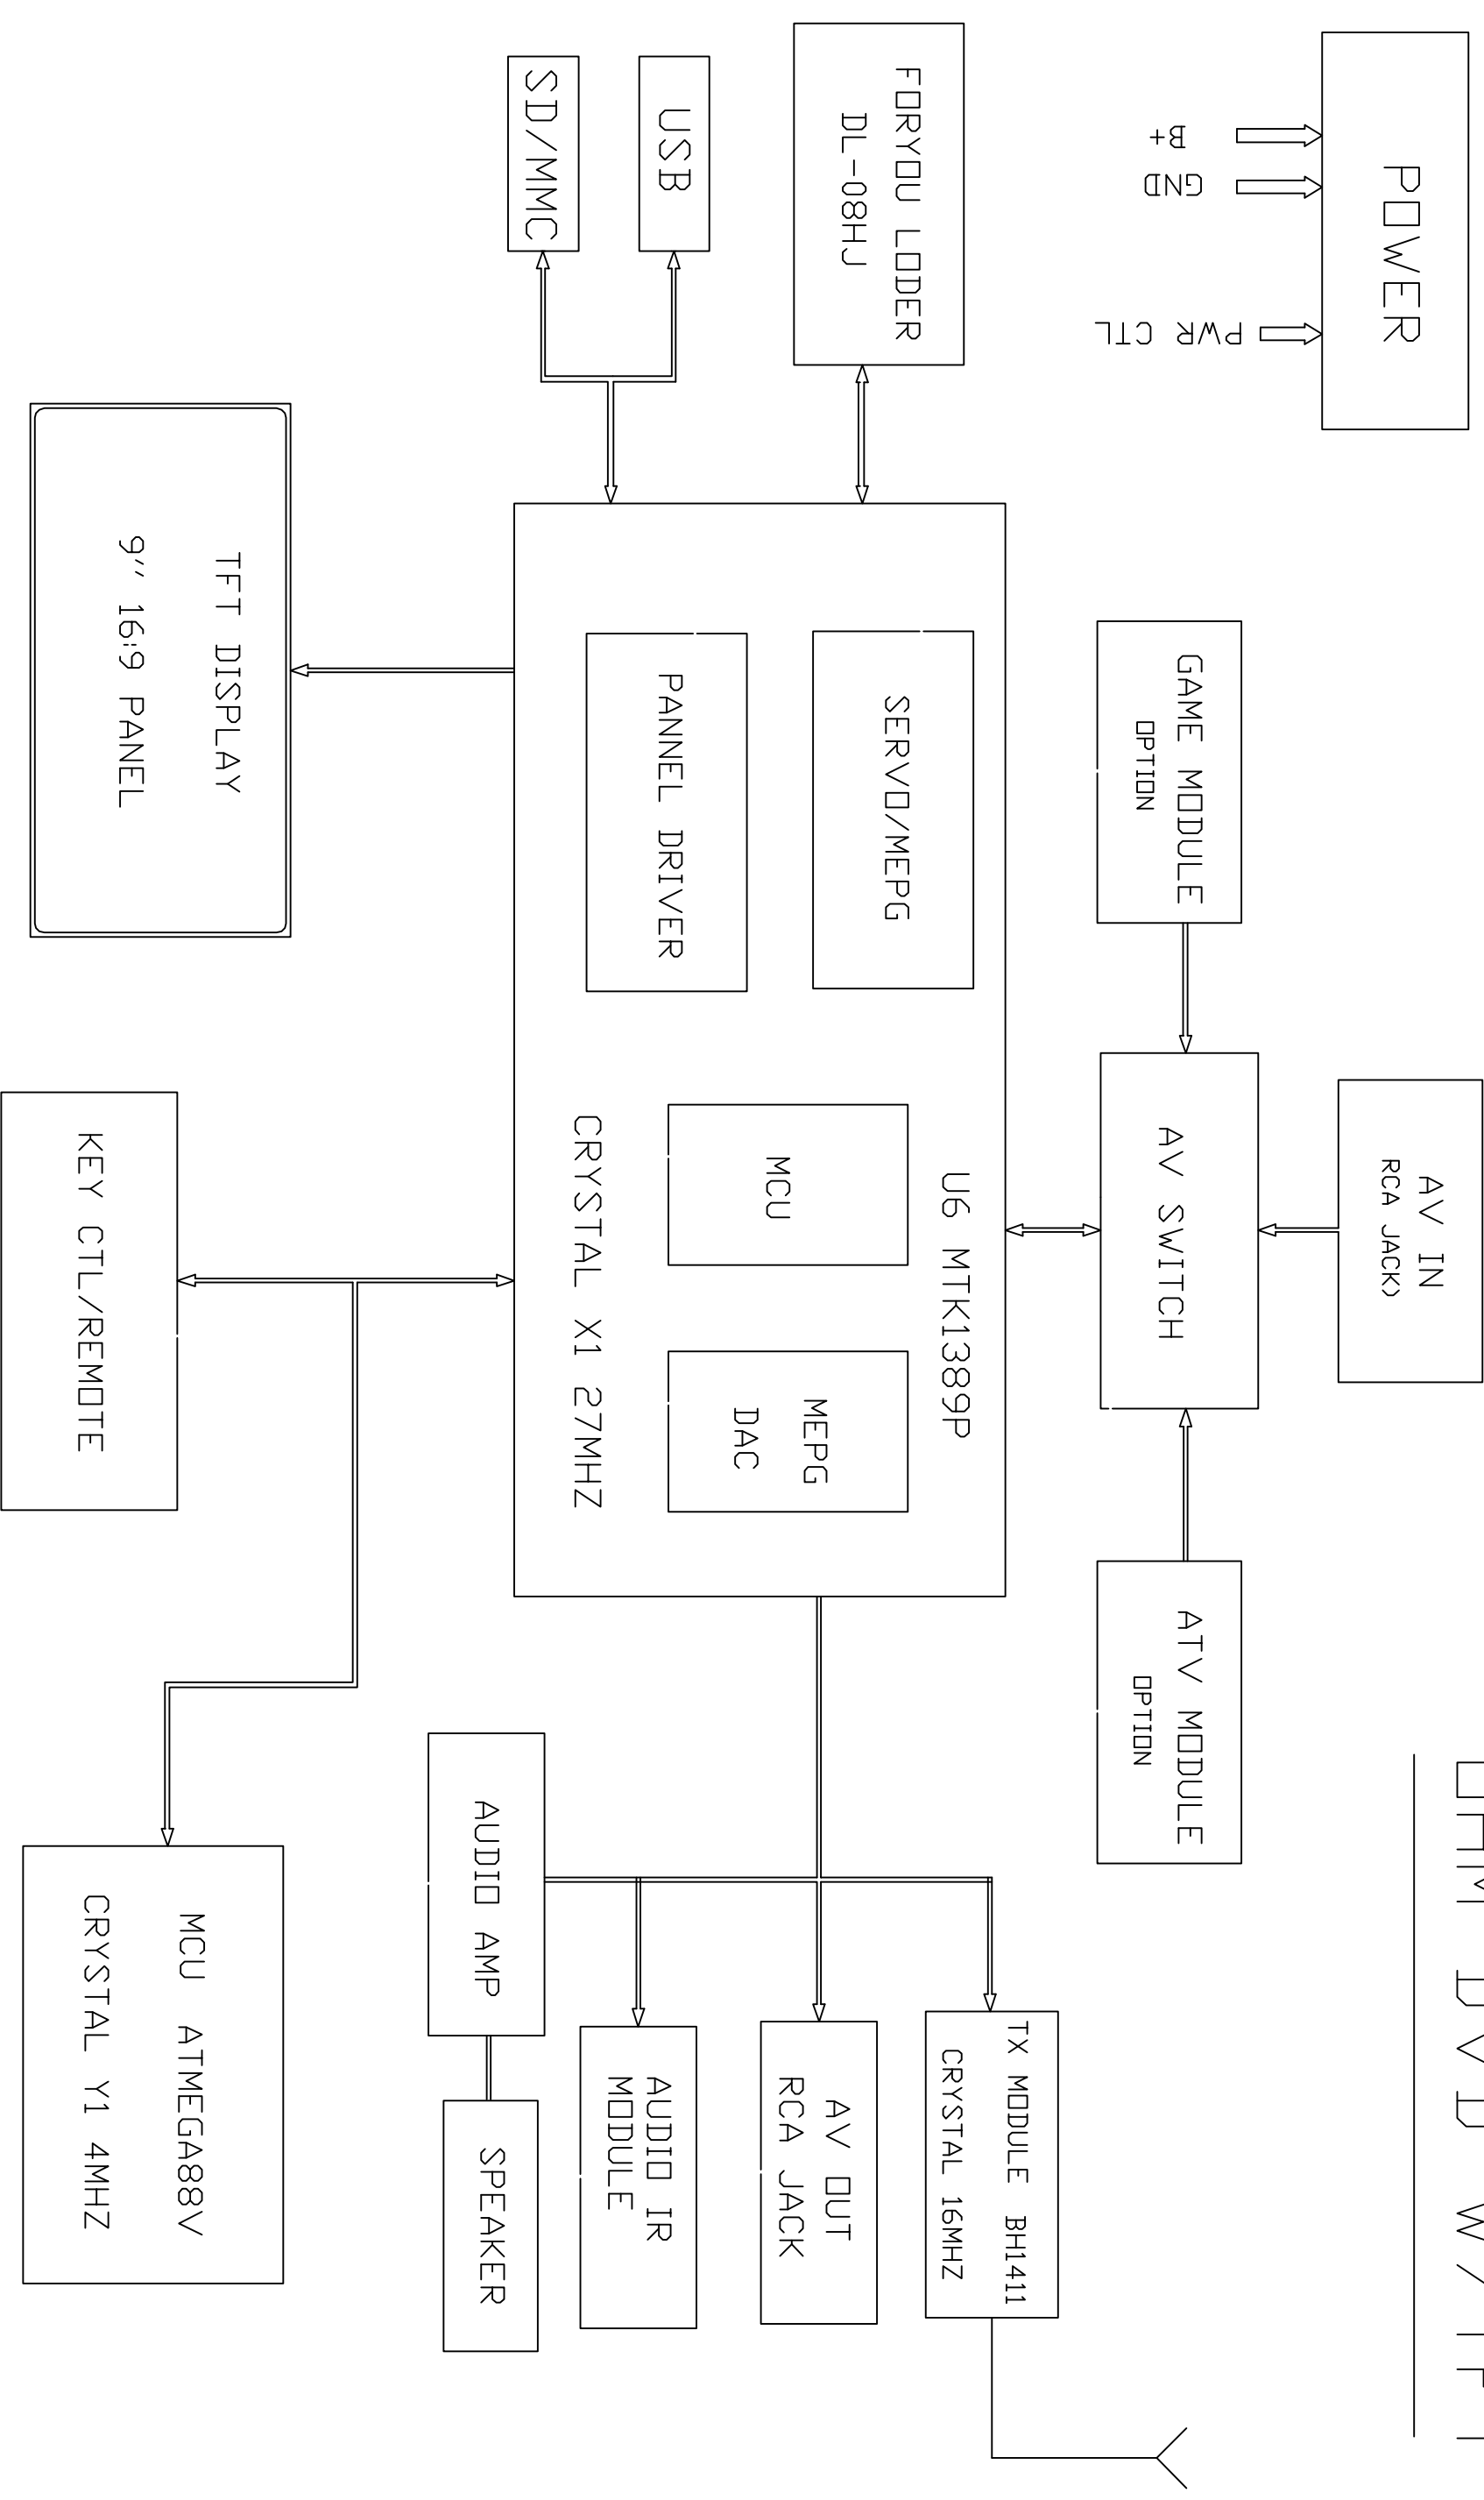 POWER
B+
GND
PWR CTL
DVD
AV IN
RCA JACK)
GAME MODULE
OPTION
AV SWITCH
ATV MODULE
OPTION
FORYOU LODER
DL-08HJ
USB
SD/MMC
U6 MTK1389P
SERVO/MEPG
PANNEL DRIVER
MCU
MEPG
DAC
CRYSTAL X1 27MHZ
TX MODULE BH1411
CRYSTAL 16MHZ
AV OUT
RCA JACK
AUDIO IR
MODULE
AUDIO AMP
SPEAKER
TFT DISPLAY
9'' 16:9 PANEL
KEY CTL/REMOTE
MCU ATMEGA88V
CRYSTAL Y1 4MHZ